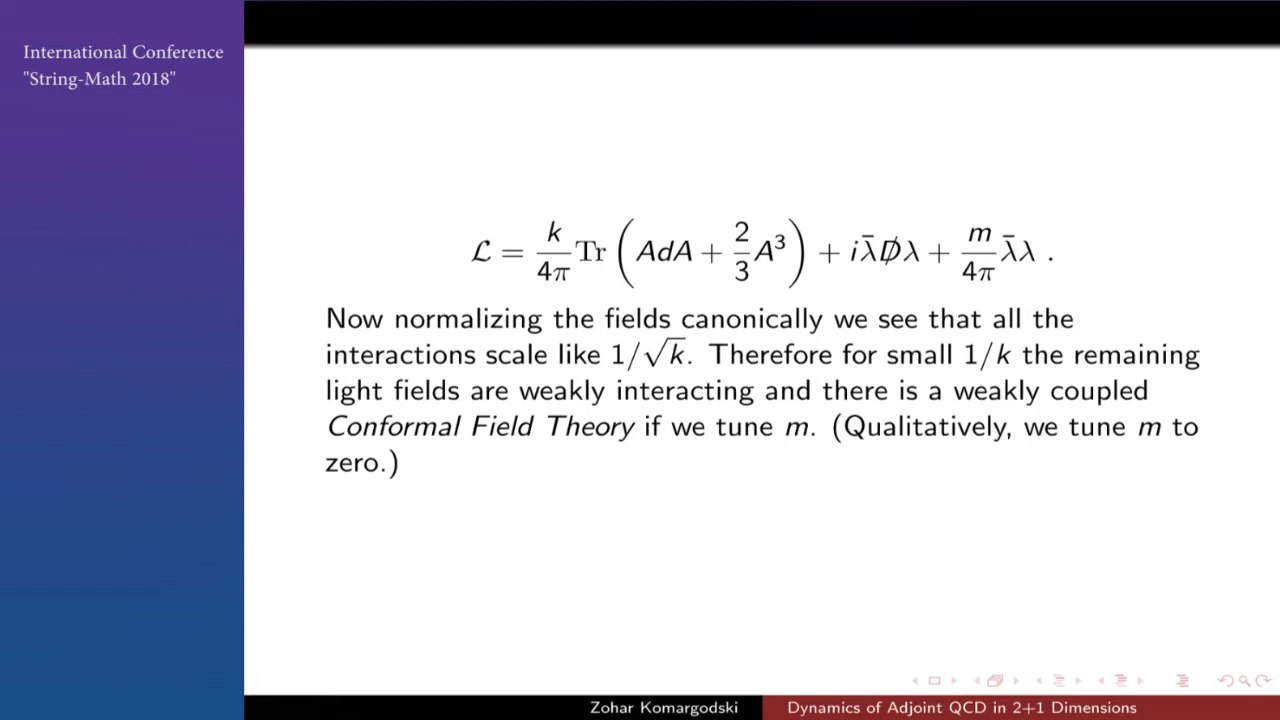 International Conference
"String-Math 2018"
ℒ = k/4π Tr ( AdA + 2/3 A³ ) + iλ̄D̸λ + m/4π λ̄λ .
Now normalizing the fields canonically we see that all the
interactions scale like 1/√k. Therefore for small 1/k the remaining
light fields are weakly interacting and there is a weakly coupled
Conformal Field Theory if we tune m. (Qualitatively, we tune m to
zero.)
Zohar Komargodski
Dynamics of Adjoint QCD in 2+1 Dimensions